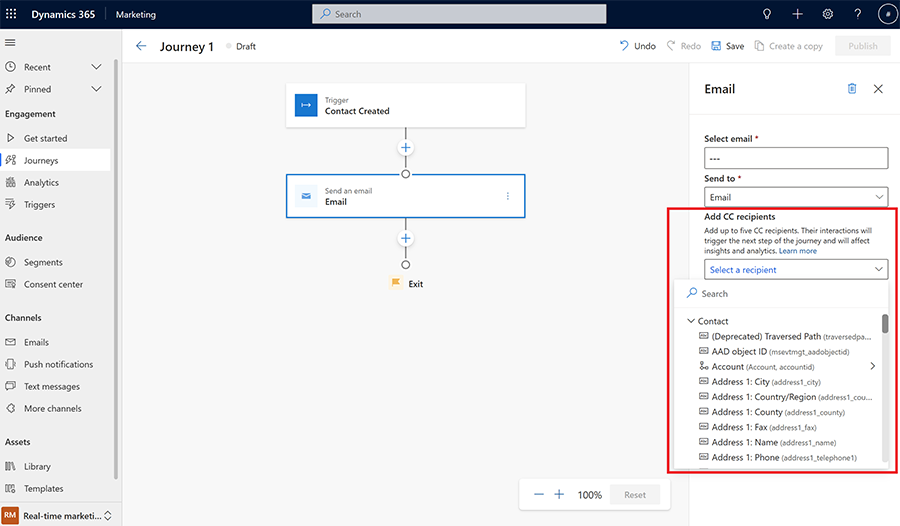 Dynamics 365
Marketing
Search
?
#
Recent
Pinned
Engagement
Get started
Journeys
Analytics
Triggers
Audience
Segments
Consent center
Channels
Emails
Push notifications
Text messages
More channels
Assets
Library
Templates
RM
Real-time marketi...
Journey 1
Draft
Undo
Redo
Save
Create a copy
Publish
Trigger
Contact Created
Send an email
Email
Exit
100%
Reset
Email
Select email *
---
Send to *
Email
Add CC recipients
Add up to five CC recipients. Their interactions will
trigger the next step of the journey and will affect
insights and analytics. Learn more
Select a recipient
Search
Contact
(Deprecated) Traversed Path (traversedpa...
AAD object ID (msevtmgt_aadobjectid)
Account (Account, accountid)
Address 1: City (address1_city)
Address 1: Country/Region (address1_cou...
Address 1: County (address1_county)
Address 1: Fax (address1_fax)
Address 1: Name (address1_name)
Address 1: Phone (address1_telephone1)